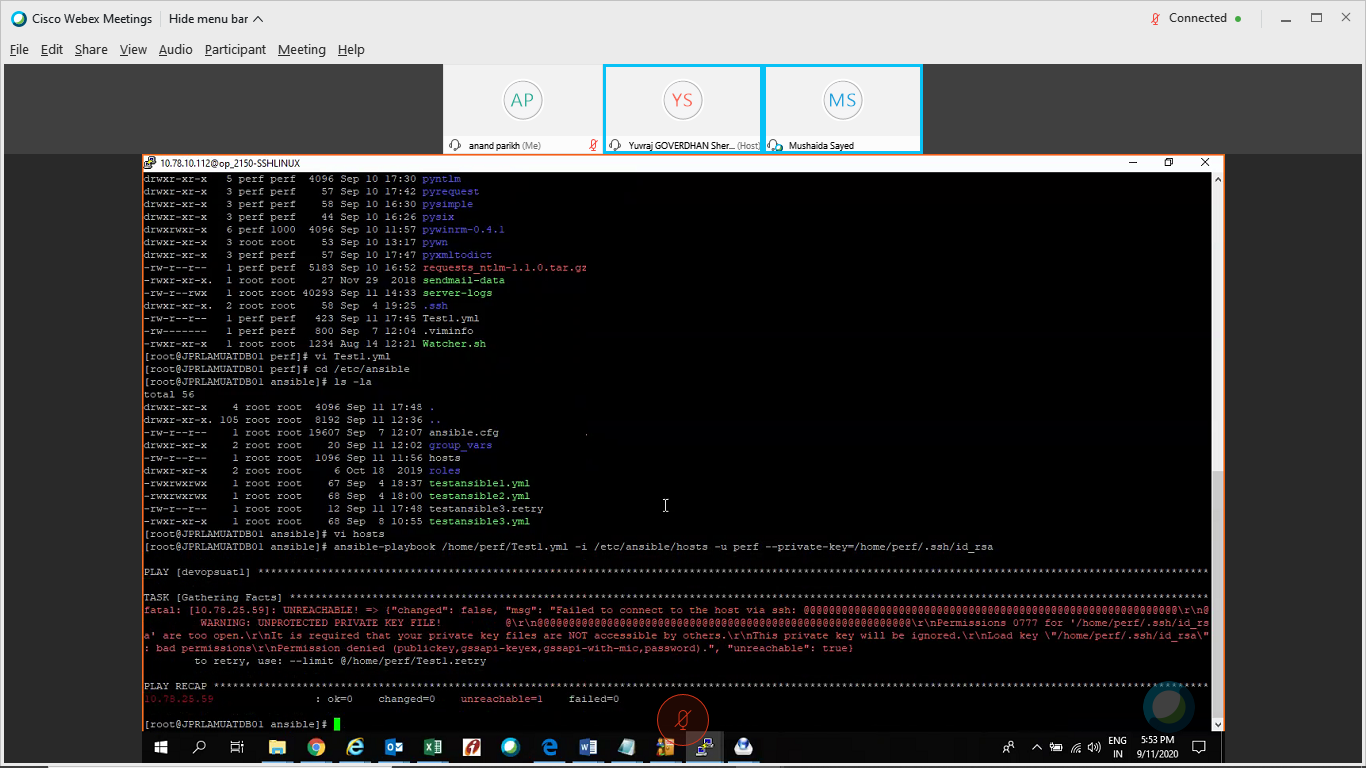 Cisco Webex Meetings
Hide menu bar
Connected
File Edit Share View Audio Participant Meeting Help
AP
YS
MS
anand parikh (Me)
Yuvraj GOVERDHAN Sher... (Host)
Mushaida Sayed
10.78.10.112@op_2150-SSHLINUX
drwxr-xr-x 5 perf perf 4096 Sep 10 17:30 pyntlm
drwxr-xr-x 3 perf perf 57 Sep 10 17:42 pyrequest
drwxr-xr-x 3 perf perf 58 Sep 10 16:30 pysimple
drwxr-xr-x 3 perf perf 44 Sep 10 16:26 pysix
drwxrwxr-x 6 perf 1000 4096 Sep 10 11:57 pywinrm-0.4.1
drwxr-xr-x 3 root root 53 Sep 10 13:17 pywn
drwxr-xr-x 3 perf perf 57 Sep 10 17:47 pyxmltodict
-rw-r--r-- 1 perf perf 5183 Sep 10 16:52 requests_ntlm-1.1.0.tar.gz
-rwxr-xr-x. 1 root root 27 Nov 29 2018 sendmail-data
-rw-r--rwx 1 root root 40293 Sep 11 14:33 server-logs
drwxr-xr-x. 2 root root 58 Sep 4 19:25 .ssh
-rw-r--r-- 1 perf perf 423 Sep 11 17:45 Test1.yml
-rw------- 1 perf perf 800 Sep 7 12:04 .viminfo
-rwxr-xr-x 1 root root 1234 Aug 14 12:21 Watcher.sh
[root@JPRLAMUATDB01 perf]# vi Test1.yml
[root@JPRLAMUATDB01 perf]# cd /etc/ansible
[root@JPRLAMUATDB01 ansible]# ls -la
total 56
drwxr-xr-x 4 root root 4096 Sep 11 17:48 .
drwxr-xr-x. 105 root root 8192 Sep 11 12:36 ..
-rw-r--r-- 1 root root 19607 Sep 7 12:07 ansible.cfg
drwxr-xr-x 2 root root 20 Sep 11 12:02 group_vars
-rw-r--r-- 1 root root 1096 Sep 11 11:56 hosts
drwxr-xr-x 2 root root 6 Oct 18 2019 roles
-rwxrwxrwx 1 root root 67 Sep 4 18:37 testansible1.yml
-rwxrwxrwx 1 root root 68 Sep 4 18:00 testansible2.yml
-rw-r--r-- 1 root root 12 Sep 11 17:48 testansible3.retry
-rwxr-xr-x 1 root root 68 Sep 8 10:55 testansible3.yml
[root@JPRLAMUATDB01 ansible]# vi hosts
[root@JPRLAMUATDB01 ansible]# ansible-playbook /home/perf/Test1.yml -i /etc/ansible/hosts -u perf --private-key=/home/perf/.ssh/id_rsa
PLAY [devopsuat1] ******************************************************************************************************************************************************
TASK [Gathering Facts] *************************************************************************************************************************************************
fatal: [10.78.25.59]: UNREACHABLE! => {"changed": false, "msg": "Failed to connect to the host via ssh: @@@@@@@@@@@@@@@@@@@@@@@@@@@@@@@@@@@@@@@@@@@@@@@@@@@@@@@@@@@\r\n@
WARNING: UNPROTECTED PRIVATE KEY FILE! @\r\n@@@@@@@@@@@@@@@@@@@@@@@@@@@@@@@@@@@@@@@@@@@@@@@@@@@@@@@@@@@\r\nPermissions 0777 for '/home/perf/.ssh/id_rs
a' are too open.\r\nIt is required that your private key files are NOT accessible by others.\r\nThis private key will be ignored.\r\nLoad key \"/home/perf/.ssh/id_rsa\"
: bad permissions\r\nPermission denied (publickey,gssapi-keyex,gssapi-with-mic,password).", "unreachable": true}
to retry, use: --limit @/home/perf/Test1.retry
PLAY RECAP *************************************************************************************************************************************************************
10.78.25.59 : ok=0 changed=0 unreachable=1 failed=0
[root@JPRLAMUATDB01 ansible]#
ENG
IN
5:53 PM
9/11/2020